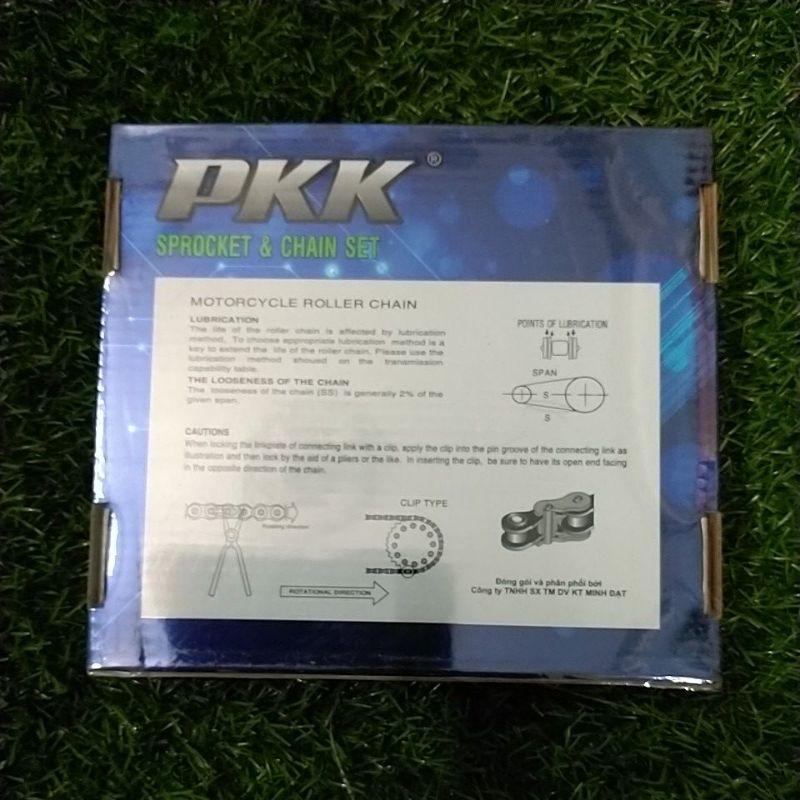 PKK®
SPROCKET & CHAIN SET
MOTORCYCLE ROLLER CHAIN
LUBRICATION
The life of the roller chain is affected by lubrication
method. To choose appropriate lubrication method is a
key to extend the life of the roller chain. Please use the
lubrication method shoued on the transmission
capability table.
THE LOOSENESS OF THE CHAIN
The looseness of the chain (SS) is generally 2% of the
given span.
POINTS OF LUBRICATION
SPAN
S
S
CAUTIONS
When locking the linkplate of connecting link with a clip, apply the clip into the pin groove of the connecting link as
illustration and then lock by the aid of a pliers or the like. In inserting the clip, be sure to have its open end facing
in the opposite direction of the chain.
direction
CLIP TYPE
ROTATIONAL DIRECTION
Đóng gói và phân phối bởi
Công ty TNHH SX TM DV KT MINH ĐẠT